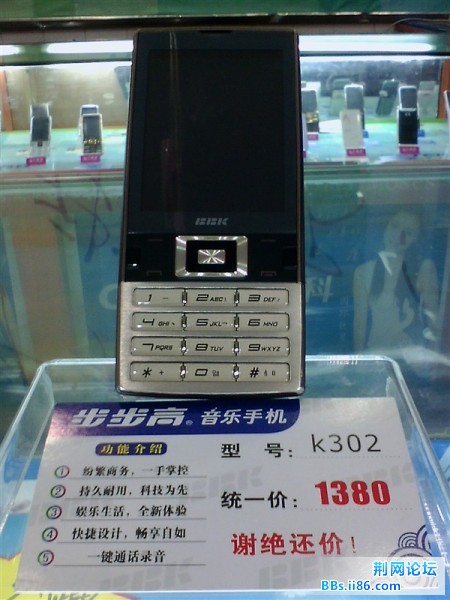 BBK
1 -
2 ABC
3 DEF
4 GHI
5 JKL
6 MNO
7 PQRS
8 TUV
9 WXYZ
* +
0
#
步步高® 音乐手机
功能介绍
① 纷繁商务，一手掌控
② 持久耐用，科技为先
③ 娱乐生活，全新体验
④ 快捷设计，畅享自如
⑤ 一键通话录音
型 号: k302
统一价: 1380
谢绝还价!
荆网论坛
BBs.ii86.com